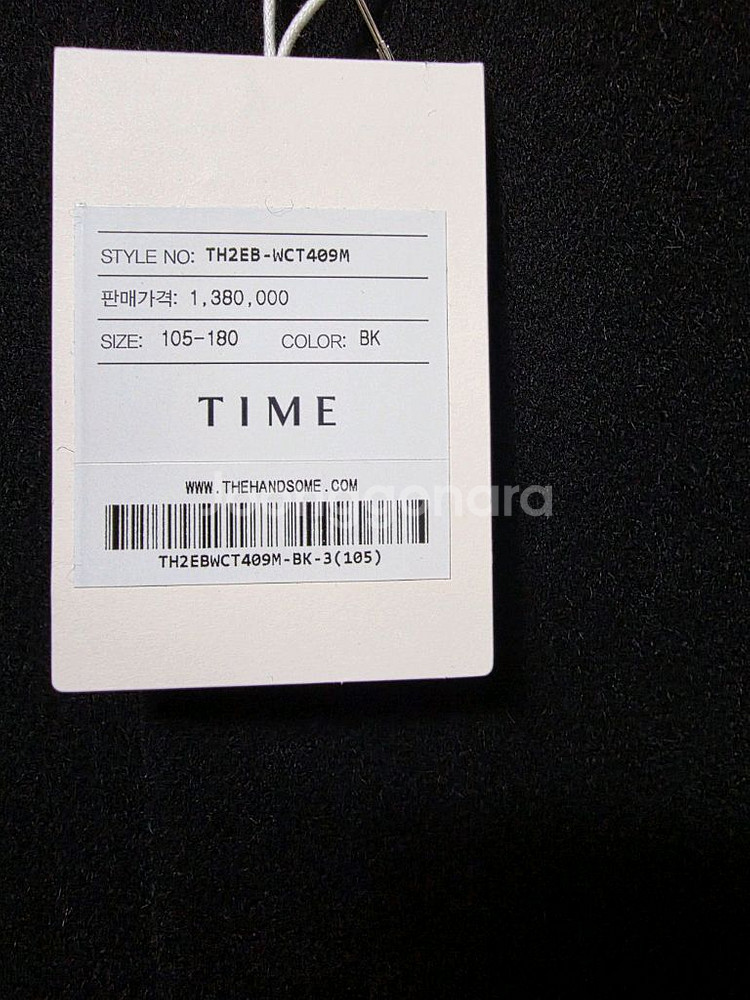 STYLE NO: TH2EB-WCT409M
판매가격: 1,380,000
SIZE: 105-180 COLOR: BK
TIME
WWW.THEHANDSOME.COM
Joonggonara
TH2EBWCT409M-BK-3(105)